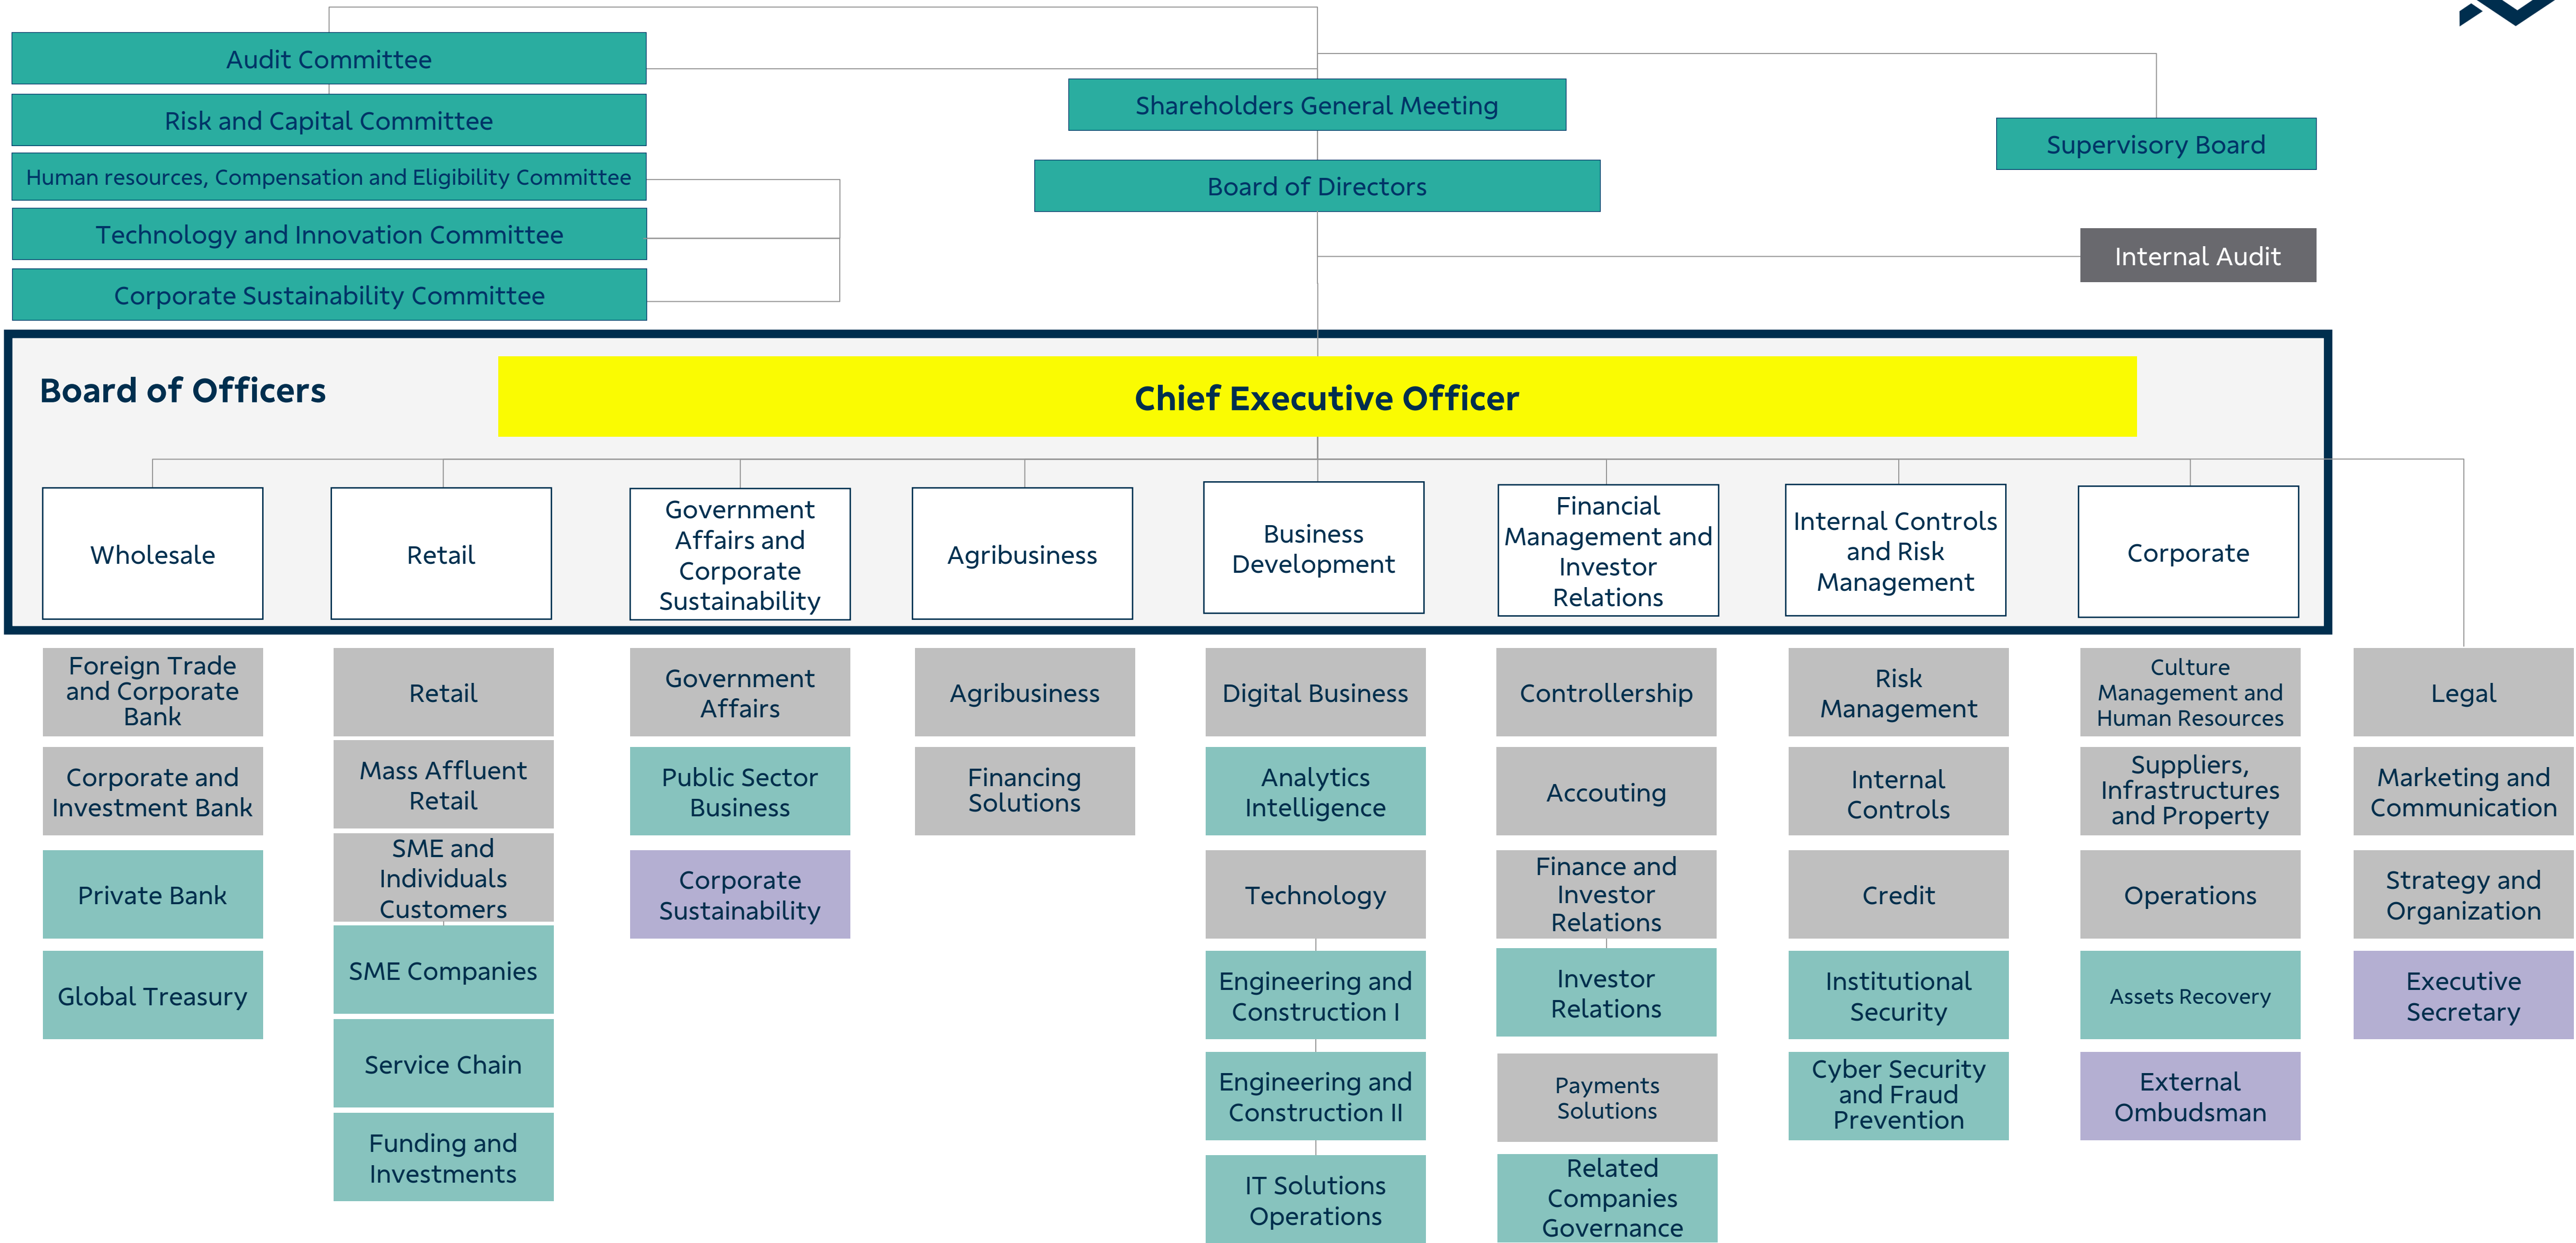 Audit Committee
Risk and Capital Committee
Human resources, Compensation and Eligibility Committee
Technology and Innovation Committee
Corporate Sustainability Committee
Shareholders General Meeting
Board of Directors
Supervisory Board
Internal Audit
Board of Officers
Chief Executive Officer
Wholesale
Retail
Government
Affairs and
Corporate
Sustainability
Agribusiness
Business
Development
Financial
Management and
Investor
Relations
Internal Controls
and Risk
Management
Corporate
Foreign Trade
and Corporate
Bank
Corporate and
Investment Bank
Private Bank
Global Treasury
Retail
Mass Affluent
Retail
SME and
Individuals
Customers
SME Companies
Service Chain
Funding and
Investments
Government
Affairs
Public Sector
Business
Corporate
Sustainability
Agribusiness
Financing
Solutions
Digital Business
Analytics
Intelligence
Technology
Engineering and
Construction I
Engineering and
Construction II
IT Solutions
Operations
Controllership
Accouting
Finance and
Investor
Relations
Investor
Relations
Payments
Solutions
Related
Companies
Governance
Risk
Management
Internal
Controls
Credit
Institutional
Security
Cyber Security
and Fraud
Prevention
Culture
Management and
Human Resources
Suppliers,
Infrastructures
and Property
Operations
Assets Recovery
External
Ombudsman
Legal
Marketing and
Communication
Strategy and
Organization
Executive
Secretary